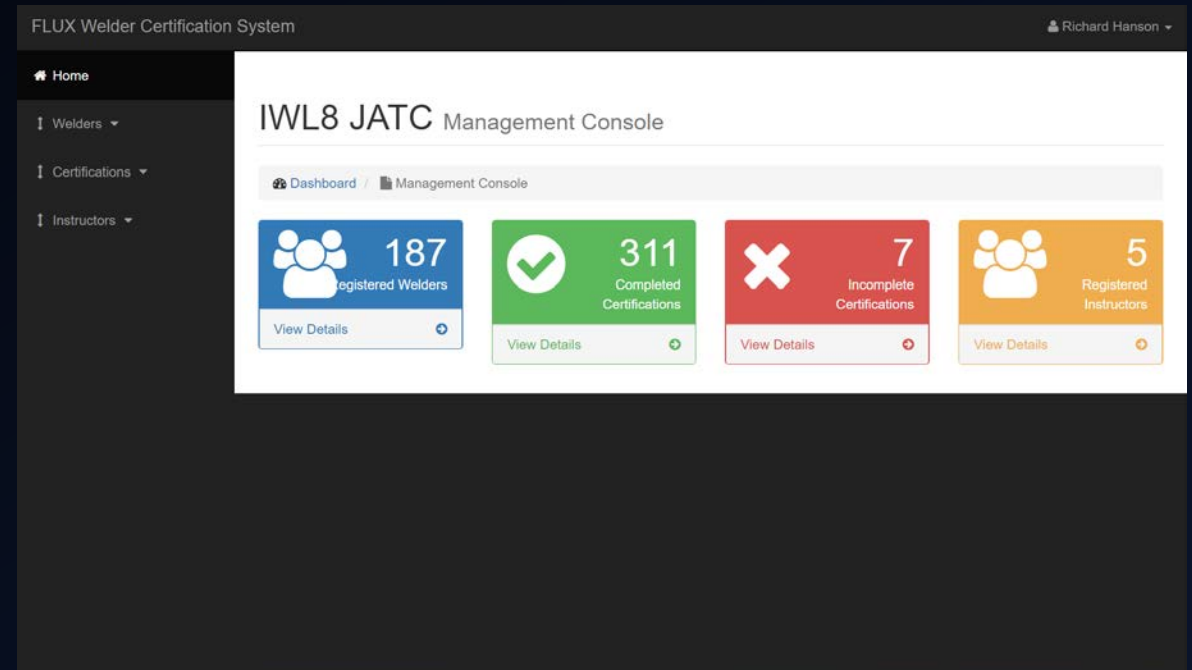 FLUX Welder Certification System
Richard Hanson
Home
Welders
Certifications
Instructors
IWL8 JATC Management Console
Dashboard / Management Console
187
egistered Welders
View Details
311
Completed
Certifications
View Details
7
Incomplete
Certifications
View Details
5
Registered
Instructors
View Details